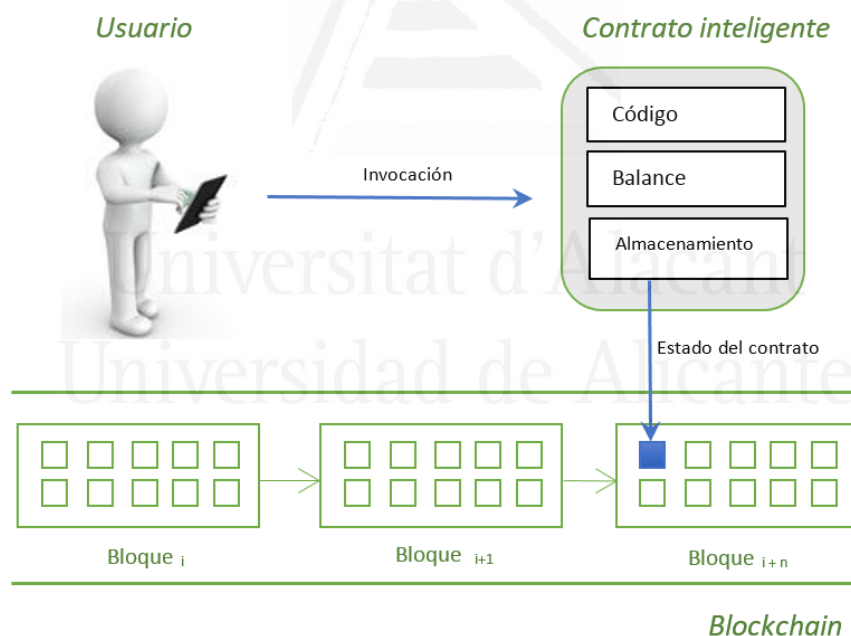 Usuario
Contrato inteligente
Código
Invocación
Balance
Almacenamiento
Universitat d'Alacant
Estado del contrato
Universidad de Alicante
Bloque i
Bloque i+1
Bloque i + n
Blockchain